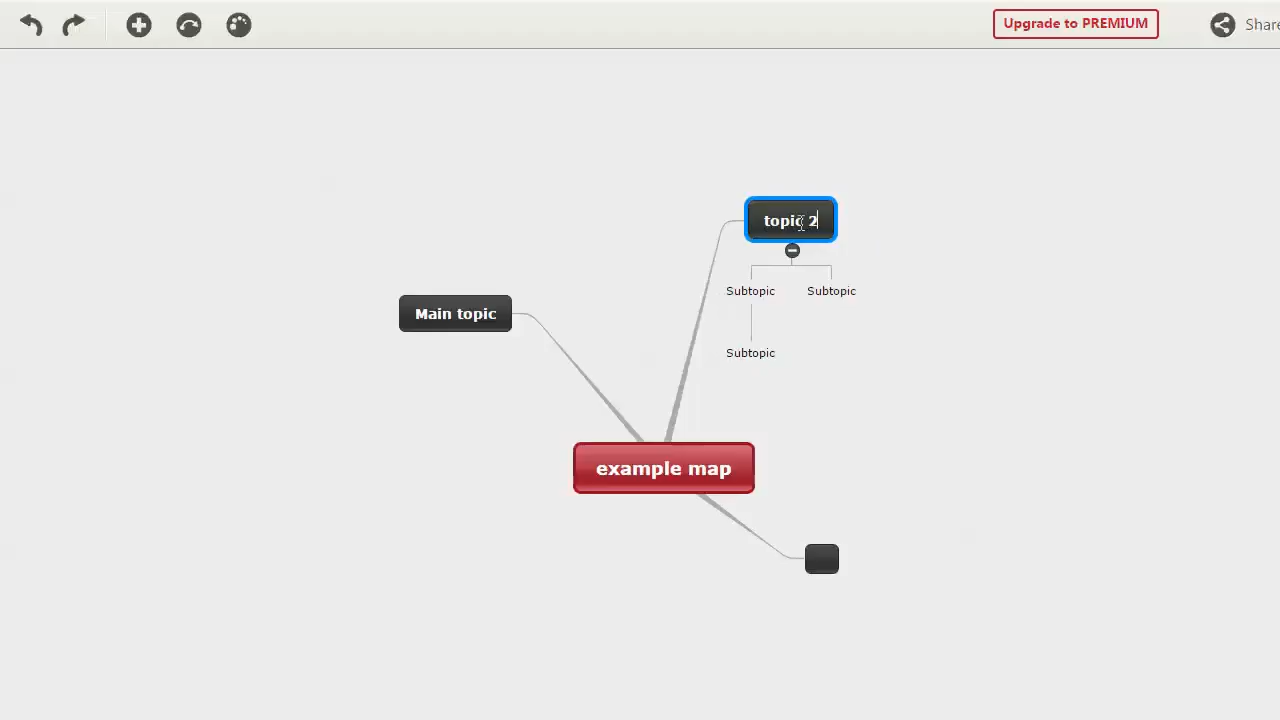 Upgrade to PREMIUM
Share
topic 2
Subtopic
Subtopic
Main topic
Subtopic
example map